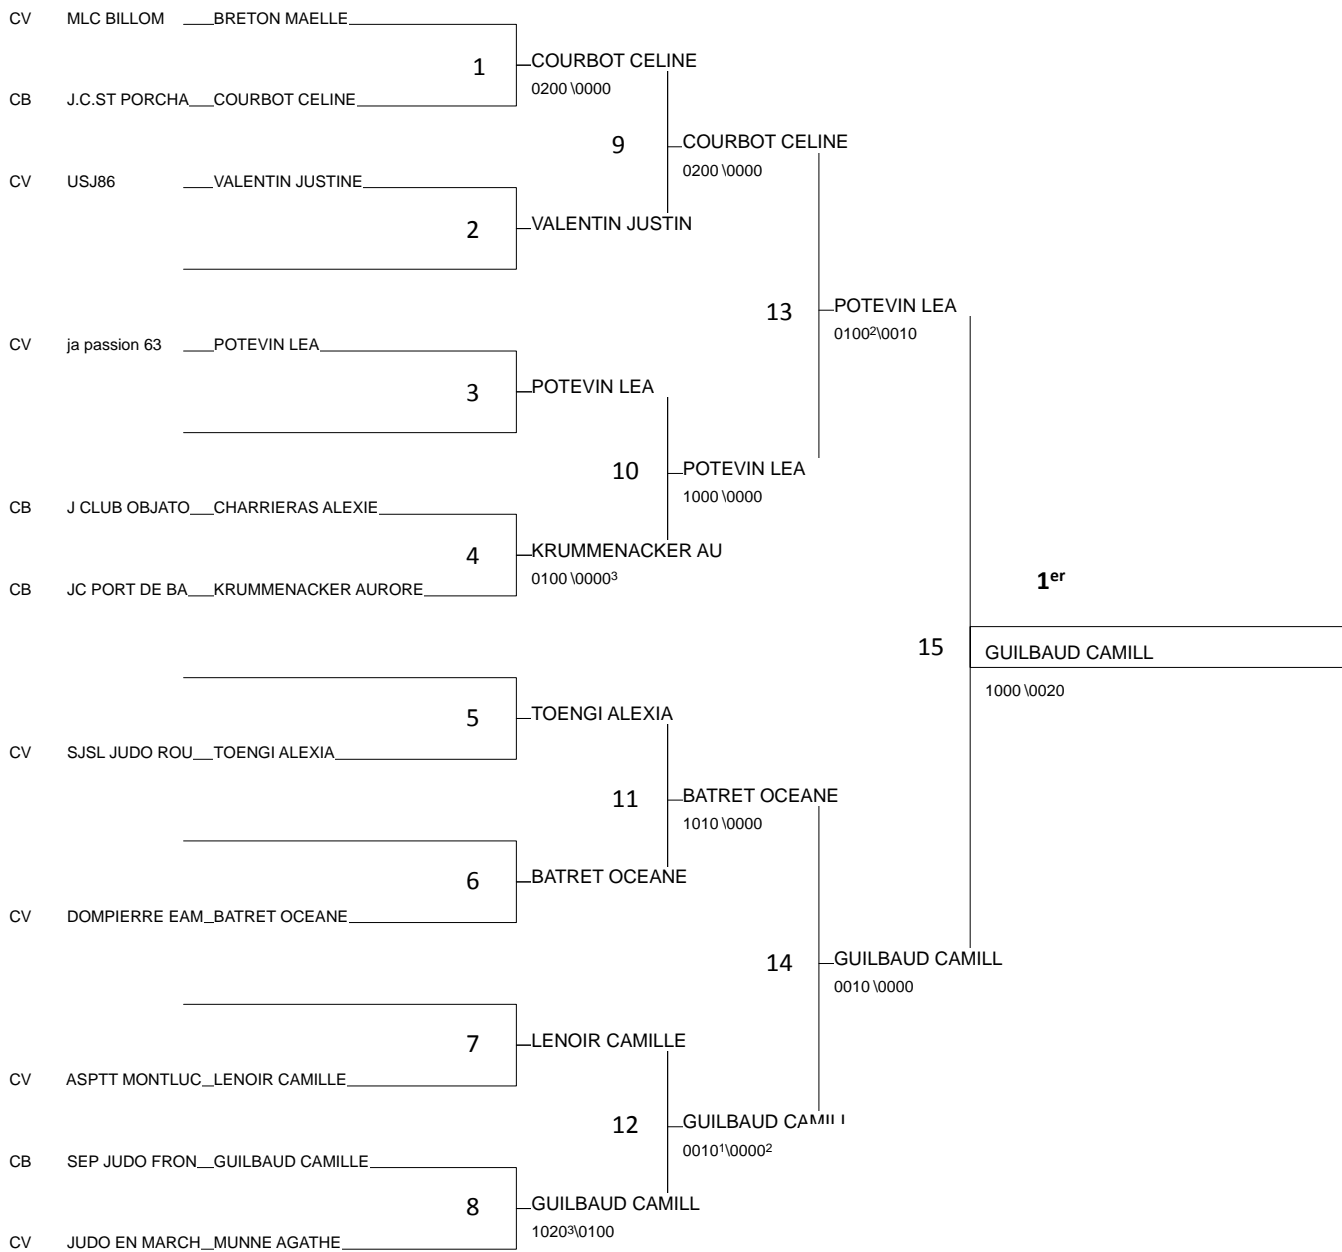 CV MLC BILLOM BRETON MAELLE
1 COURBOT CELINE
0200\0000
CB J.C.ST PORCHA COURBOT CELINE
9 COURBOT CELINE
0200\0000
CV USJ86 VALENTIN JUSTINE
2 VALENTIN JUSTIN
13 POTEVIN LEA
0100²\0010
CV ja passion 63 POTEVIN LEA
3 POTEVIN LEA
10 POTEVIN LEA
1000\0000
CB J CLUB OBJATO CHARRIERAS ALEXIE
4 KRUMMENACKER AU
0100\0000³
CB JC PORT DE BA KRUMMENACKER AURORE
1er
15 GUILBAUD CAMILL
1000\0020
5 TOENGI ALEXIA
CV SJSL JUDO ROU TOENGI ALEXIA
11 BATRET OCEANE
1010\0000
6 BATRET OCEANE
CV DOMPIERRE EAM BATRET OCEANE
14 GUILBAUD CAMILL
0010\0000
7 LENOIR CAMILLE
CV ASPTT MONTLUC LENOIR CAMILLE
12 GUILBAUD CAMILL
0010¹\0000²
CB SEP JUDO FRON GUILBAUD CAMILLE
8 GUILBAUD CAMILL
1020³\0100
CV JUDO EN MARCH MUNNE AGATHE